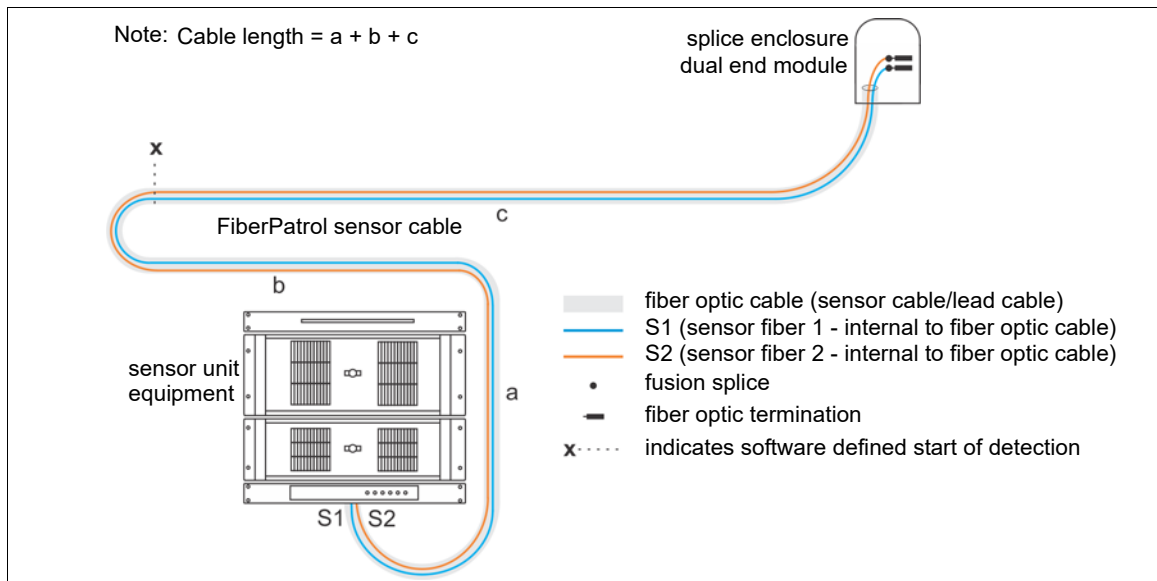 Note: Cable length = a + b + c
splice enclosure
dual end module
x
c
FiberPatrol sensor cable
b
sensor unit
equipment
a
S1 S2
fiber optic cable (sensor cable/lead cable)
S1 (sensor fiber 1 - internal to fiber optic cable)
S2 (sensor fiber 2 - internal to fiber optic cable)
fusion splice
fiber optic termination
x indicates software defined start of detection